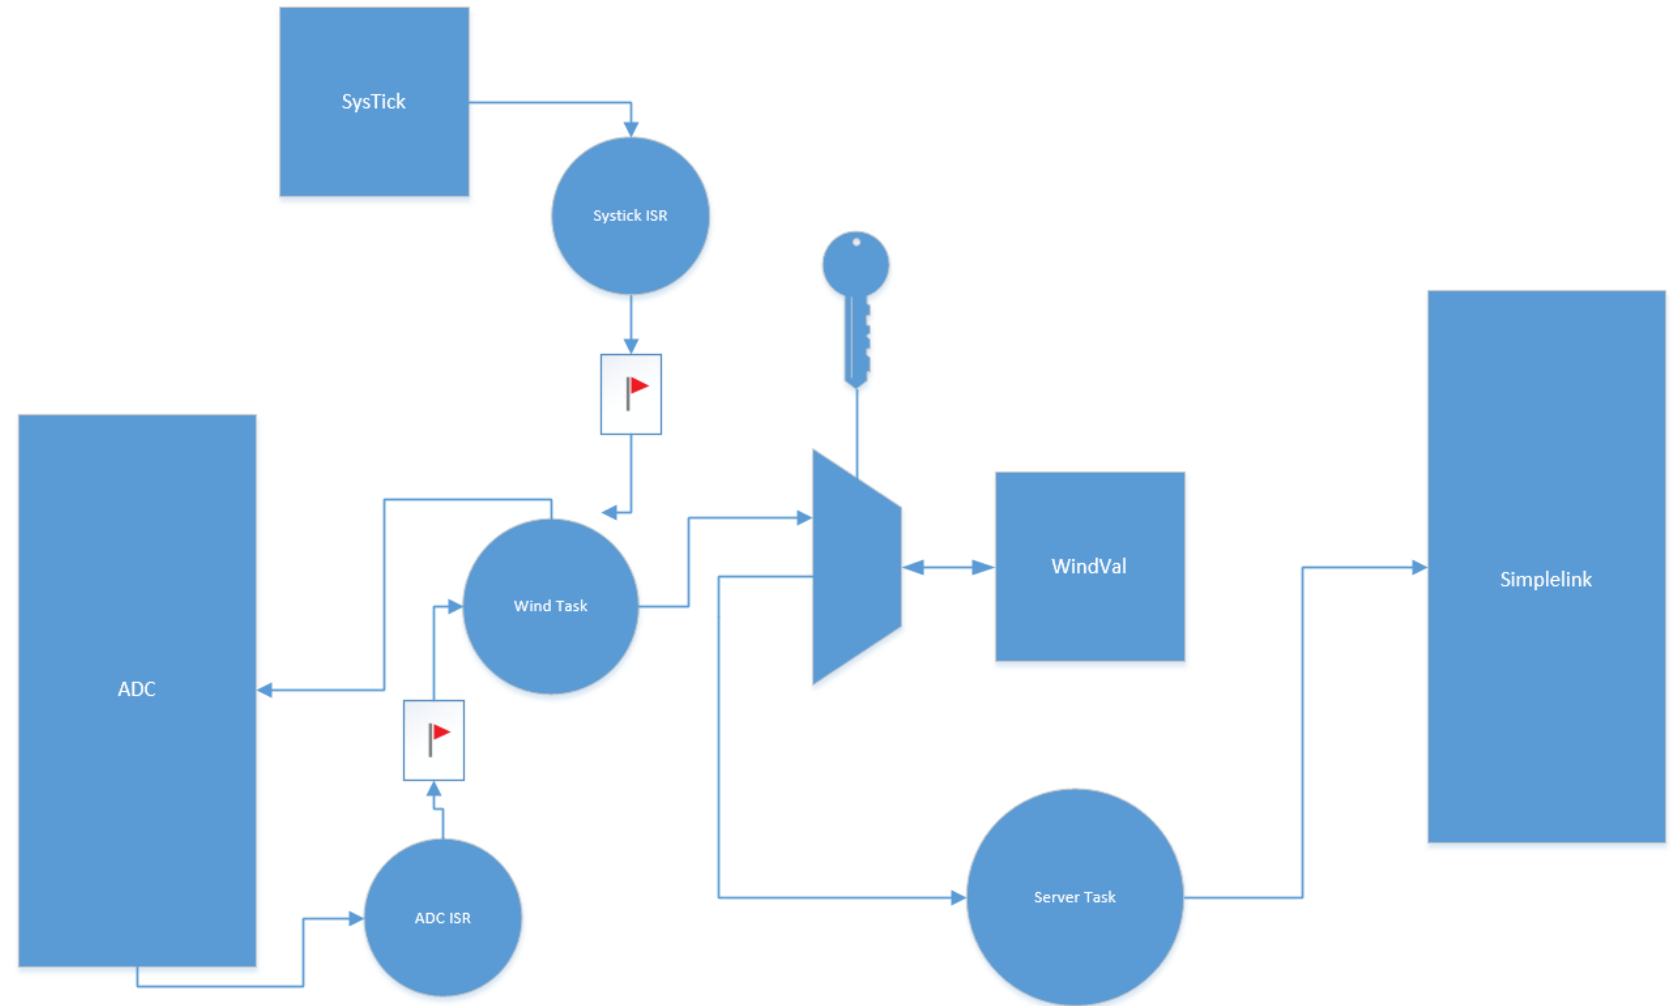 SysTick
Systick ISR
WindVal
Simplelink
Wind Task
ADC
Server Task
ADC ISR